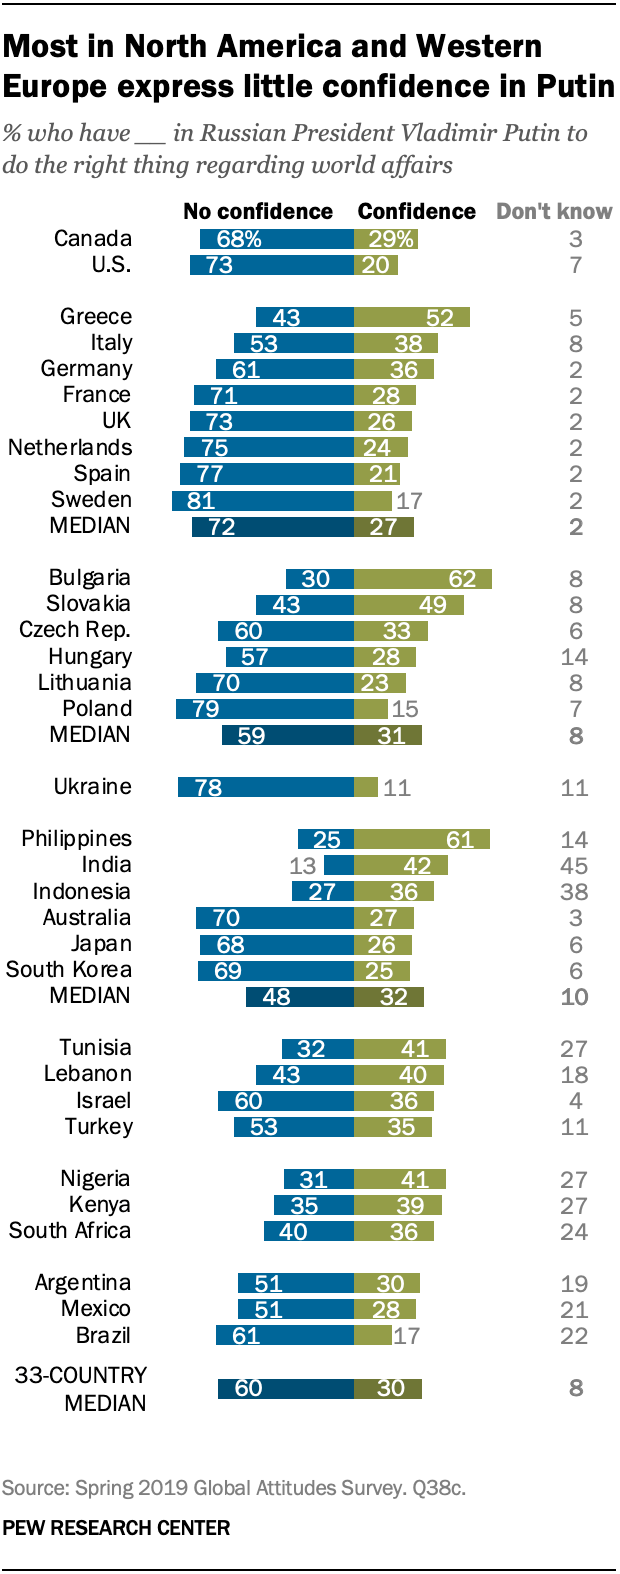 Most in North America and Western
Europe express little confidence in Putin
% who have __ in Russian President Vladimir Putin to
do the right thing regarding world affairs
No confidence Confidence Don't know
Canada 68% 29% 3
U.S. 73 20 7
Greece 43 52 5
Italy 53 38 8
Germany 61 36 2
France 71 28 2
UK 73 26 2
Netherlands 75 24 2
Spain 77 21 2
Sweden 81 17 2
MEDIAN 72 27 2
Bulgaria 30 62 8
Slovakia 43 49 8
Czech Rep. 60 33 6
Hungary 57 28 14
Lithuania 70 23 8
Poland 79 15 7
MEDIAN 59 31 8
Ukraine 78 11 11
Philippines 25 61 14
India 13 42 45
Indonesia 27 36 38
Australia 70 27 3
Japan 68 26 6
South Korea 69 25 6
MEDIAN 48 32 10
Tunisia 32 41 27
Lebanon 43 40 18
Israel 60 36 4
Turkey 53 35 11
Nigeria 31 41 27
Kenya 35 39 27
South Africa 40 36 24
Argentina 51 30 19
Mexico 51 28 21
Brazil 61 17 22
33-COUNTRY
MEDIAN 60 30 8
Source: Spring 2019 Global Attitudes Survey. Q38c.
PEW RESEARCH CENTER